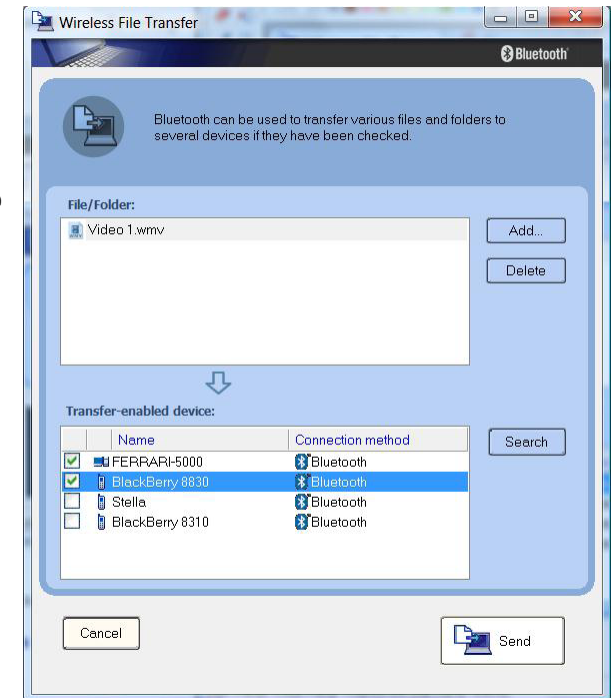 Wireless File Transfer
Bluetooth
Bluetooth can be used to transfer various files and folders to
several devices if they have been checked.
File/Folder:
Video 1.wmv
Add...
Delete
Transfer-enabled device:
Name Connection method
Search
FERRARI-5000 Bluetooth
BlackBerry 8830 Bluetooth
Stella Bluetooth
BlackBerry 8310 Bluetooth
Cancel
Send